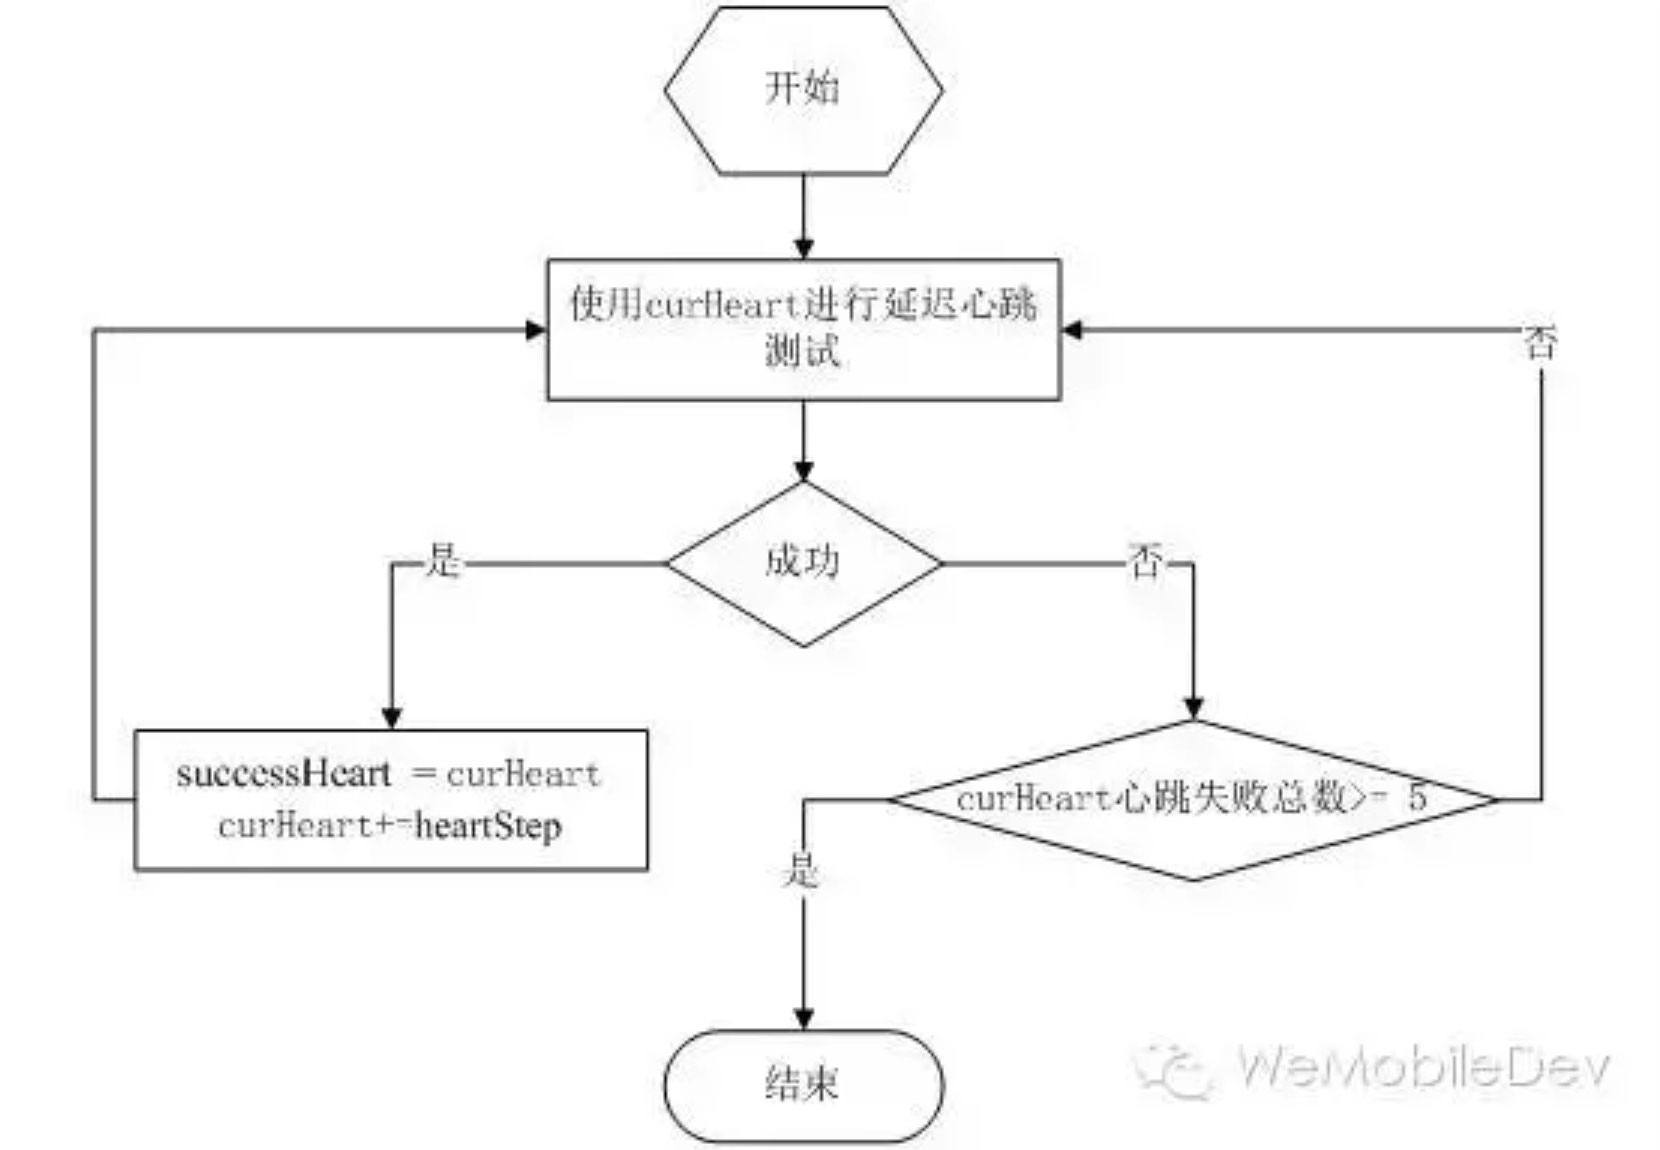 开始
使用curHeart进行延迟心跳
测试
否
成功
是
否
successHeart = curHeart
curHeart+=heartStep
curHeart心跳失败总数>= 5
是
结束
WeMobileDev